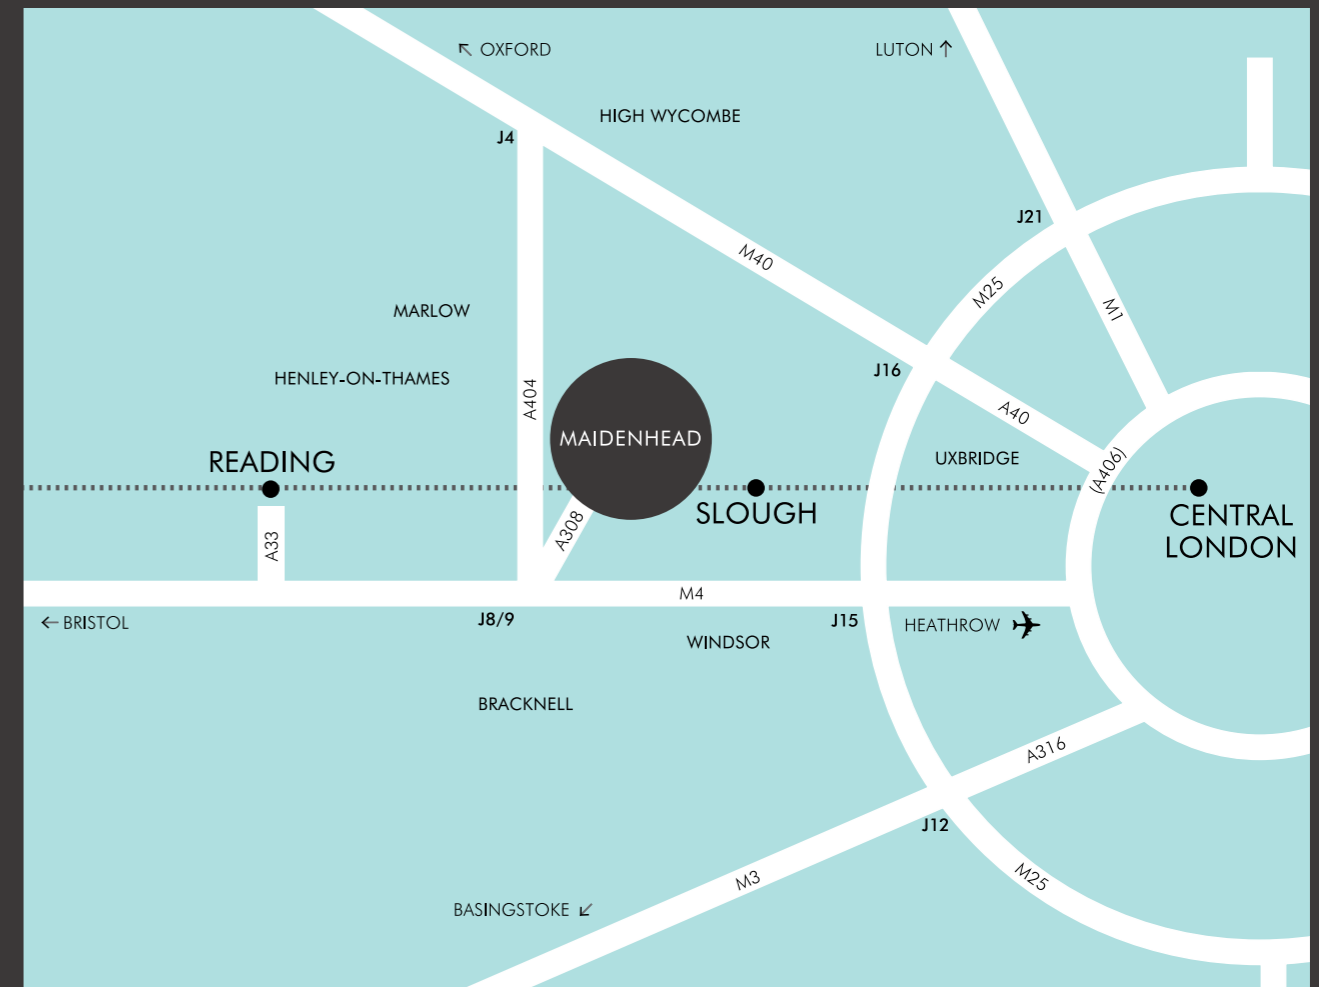 OXFORD
LUTON
HIGH WYCOMBE
J4
J21
M40
M25
M1
MARLOW
J16
HENLEY-ON-THAMES
A404
A40
MAIDENHEAD
READING
UXBRIDGE
(A406)
SLOUGH
CENTRAL
LONDON
A308
A33
M4
BRISTOL
J8/9
J15
HEATHROW
WINDSOR
BRACKNELL
A316
J12
M3
M25
BASINGSTOKE